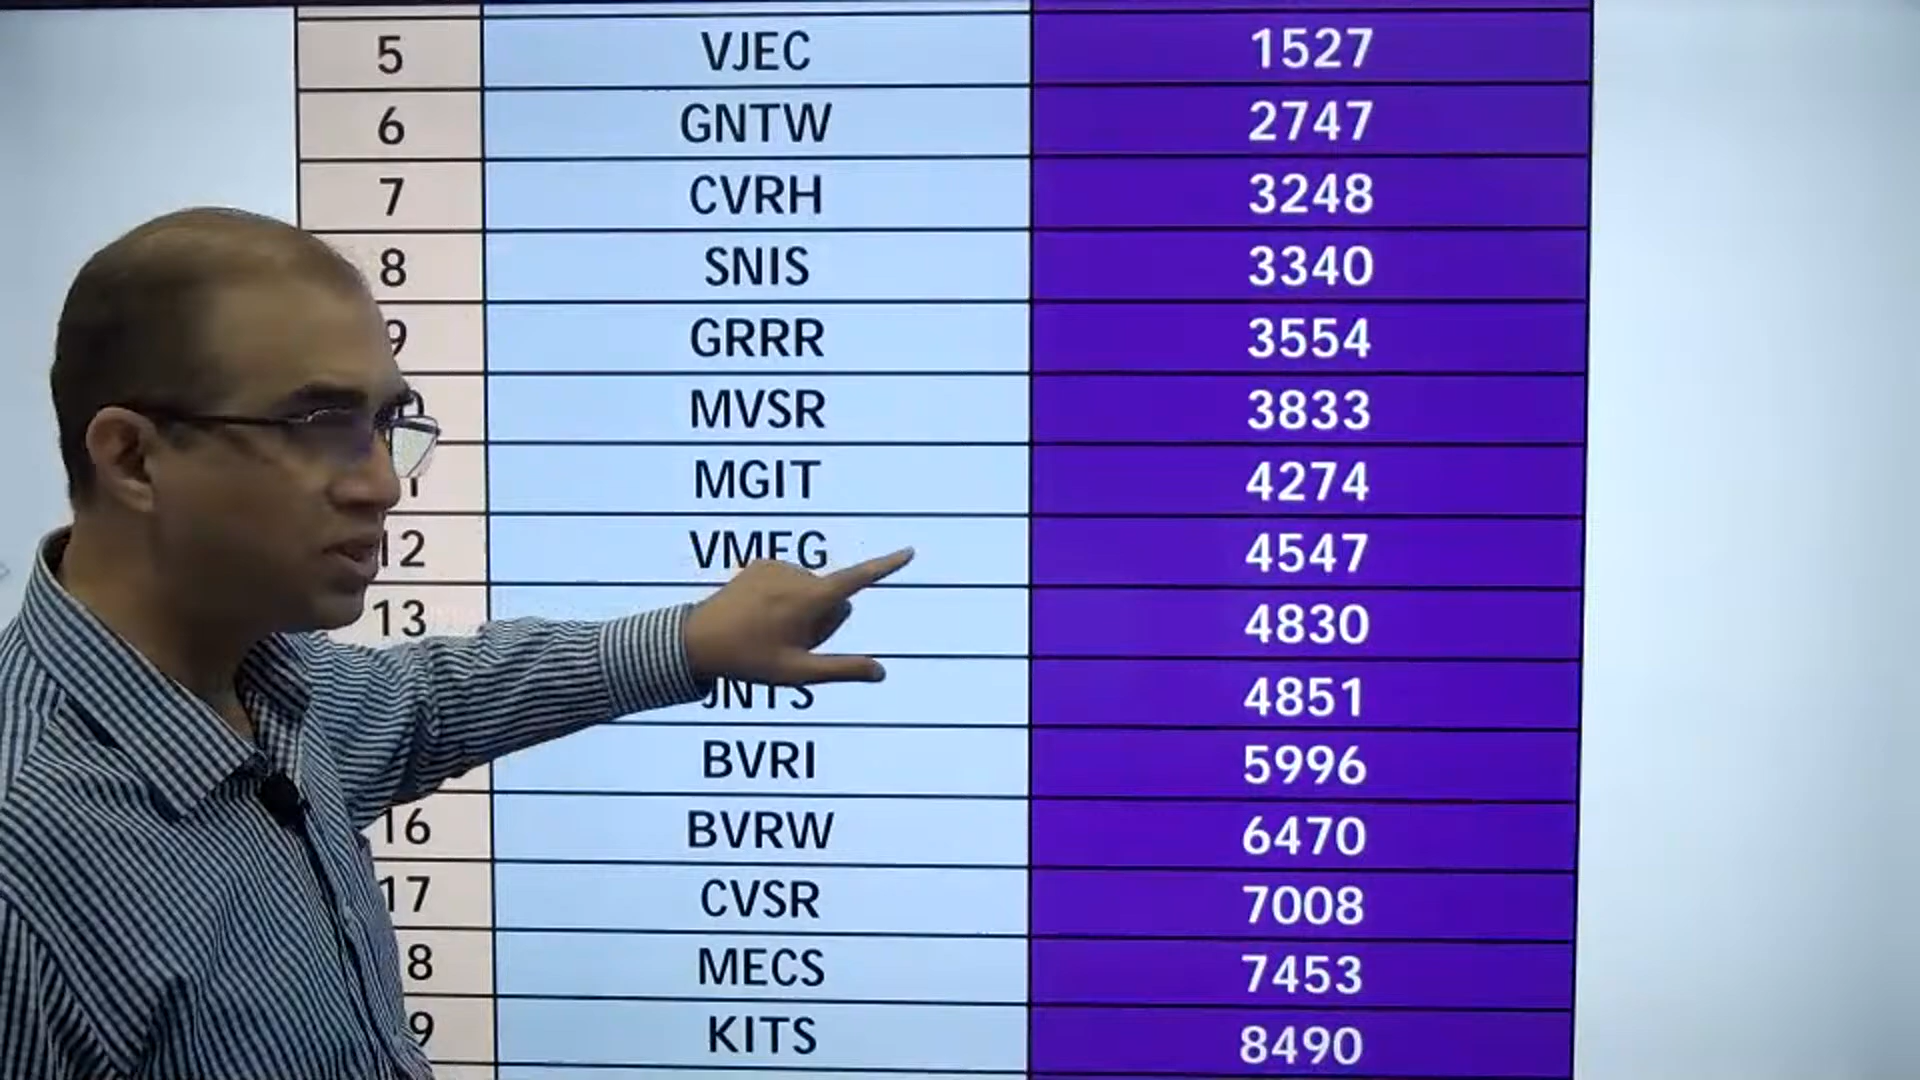 5 VJEC 1527
6 GNTW 2747
7 CVRH 3248
8 SNIS 3340
9 GRRR 3554
MVSR 3833
MGIT 4274
12 VMEG 4547
13 4830
JNTS 4851
BVRI 5996
16 BVRW 6470
17 CVSR 7008
8 MECS 7453
9 KITS 8490